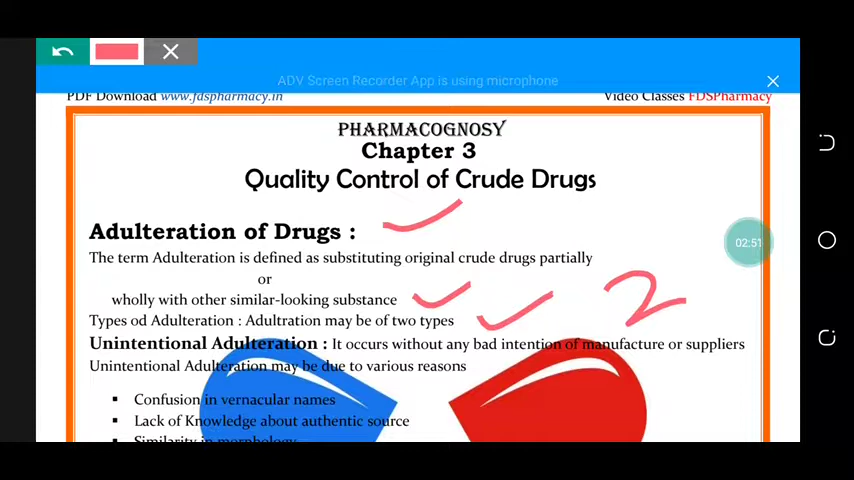 ADV Screen Recorder App is using microphone
PDF Download www.fdspharmacy.in Video Classes FDSPharmacy
PHARMACOGNOSY
Chapter 3
Quality Control of Crude Drugs
Adulteration of Drugs :
The term Adulteration is defined as substituting original crude drugs partially
or
wholly with other similar-looking substance
Types od Adulteration : Adultration may be of two types
2
02:51
Unintentional Adulteration : It occurs without any bad intention of manufacture or suppliers
Unintentional Adulteration may be due to various reasons
▪ Confusion in vernacular names
▪ Lack of Knowledge about authentic source
▪ Similarity in morphology